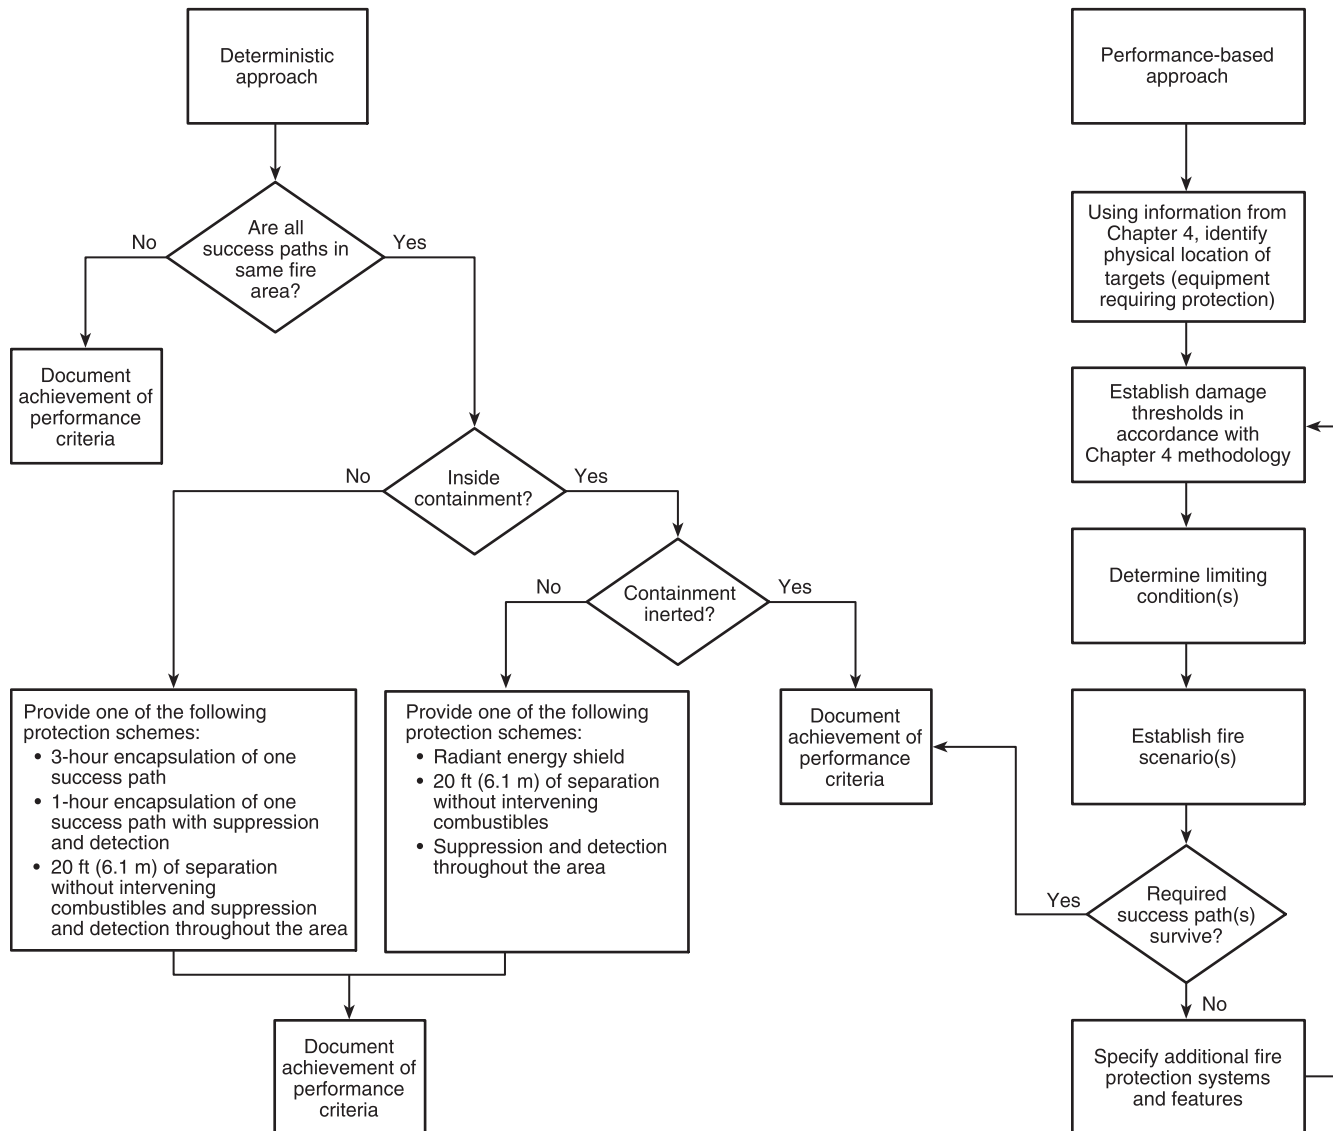 Deterministic
approach
Are all
success paths in
same fire
area?
No
Yes
Document
achievement of
performance
criteria
Inside
containment?
No
Yes
Containment
inerted?
No
Yes
Provide one of the following
protection schemes:
• 3-hour encapsulation of one
success path
• 1-hour encapsulation of one
success path with suppression
and detection
• 20 ft (6.1 m) of separation
without intervening
combustibles and suppression
and detection throughout the area
Provide one of the following
protection schemes:
• Radiant energy shield
• 20 ft (6.1 m) of separation
without intervening
combustibles
• Suppression and detection
throughout the area
Document
achievement of
performance
criteria
Document
achievement of
performance
criteria
Performance-based
approach
Using information from
Chapter 4, identify
physical location of
targets (equipment
requiring protection)
Establish damage
thresholds in
accordance with
Chapter 4 methodology
Determine limiting
condition(s)
Establish fire
scenario(s)
Required
success path(s)
survive?
Yes
No
Specify additional fire
protection systems
and features